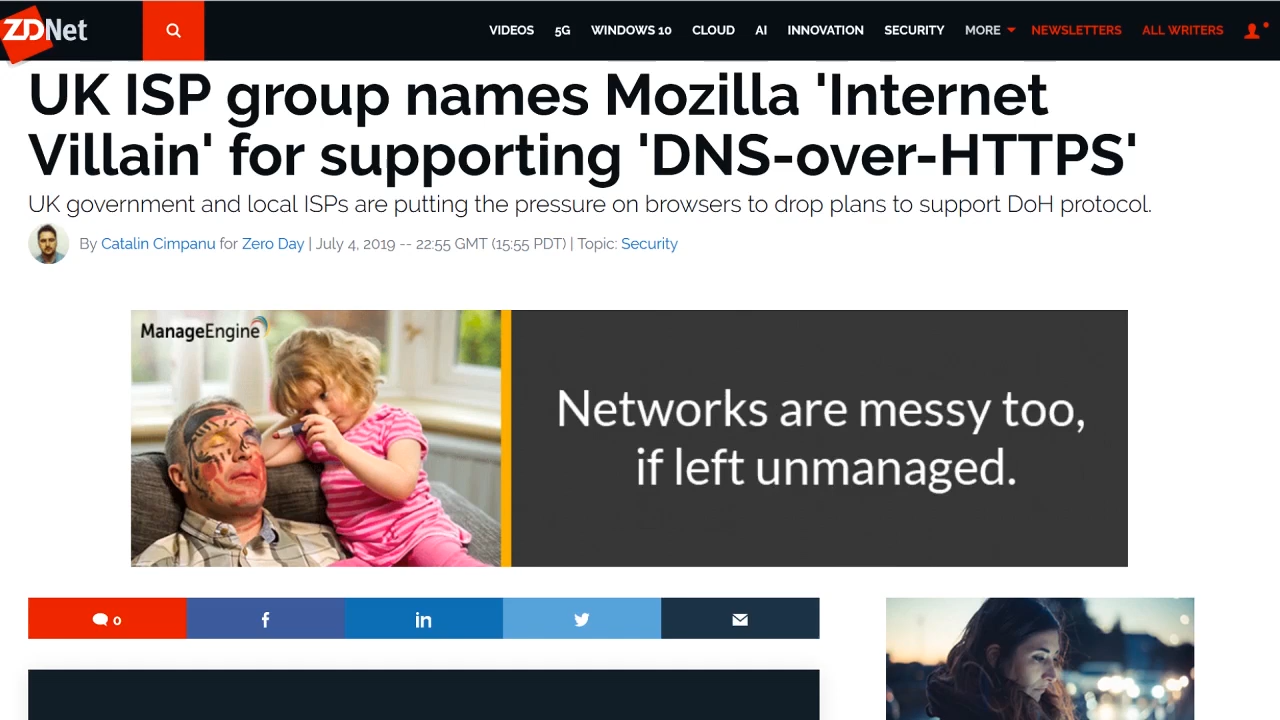 ZDNet
VIDEOS 5G WINDOWS 10 CLOUD AI INNOVATION SECURITY MORE NEWSLETTERS ALL WRITERS
UK ISP group names Mozilla 'Internet
Villain' for supporting 'DNS-over-HTTPS'
UK government and local ISPs are putting the pressure on browsers to drop plans to support DoH protocol.
By Catalin Cimpanu for Zero Day | July 4, 2019 -- 22:55 GMT (15:55 PDT) | Topic: Security
ManageEngine
Networks are messy too,
if left unmanaged.
0